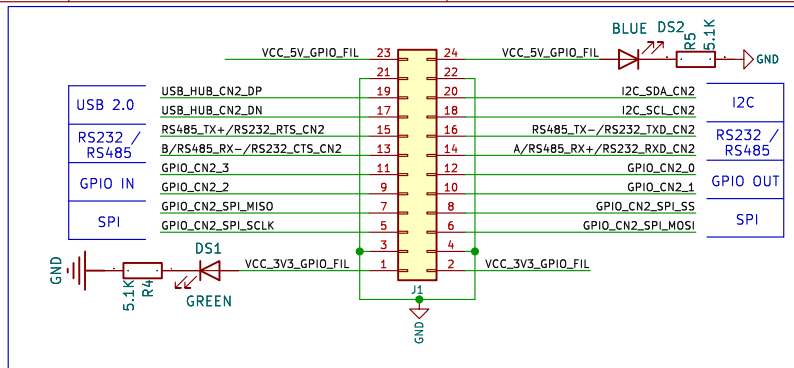 BLUE DS2
R5
5.1K
VCC_5V_GPIO_FIL 23 24 VCC_5V_GPIO_FIL GND
21 22
USB 2.0 USB_HUB_CN2_DP 19 20 I2C_SDA_CN2 I2C
USB_HUB_CN2_DN 17 18 I2C_SCL_CN2
RS232 / RS485_TX+/RS232_RTS_CN2 15 16 RS485_TX-/RS232_TXD_CN2 RS232 /
RS485 B/RS485_RX-/RS232_CTS_CN2 13 14 A/RS485_RX+/RS232_RXD_CN2 RS485
GPIO IN GPIO_CN2_3 11 12 GPIO_CN2_0 GPIO OUT
GPIO_CN2_2 9 10 GPIO_CN2_1
SPI GPIO_CN2_SPI_MISO 7 8 GPIO_CN2_SPI_SS SPI
GPIO_CN2_SPI_SCLK 5 6 GPIO_CN2_SPI_MOSI
DS1 3 4
GND VCC_3V3_GPIO_FIL 1 2 VCC_3V3_GPIO_FIL
5.1K
R4
GREEN
J1
GND